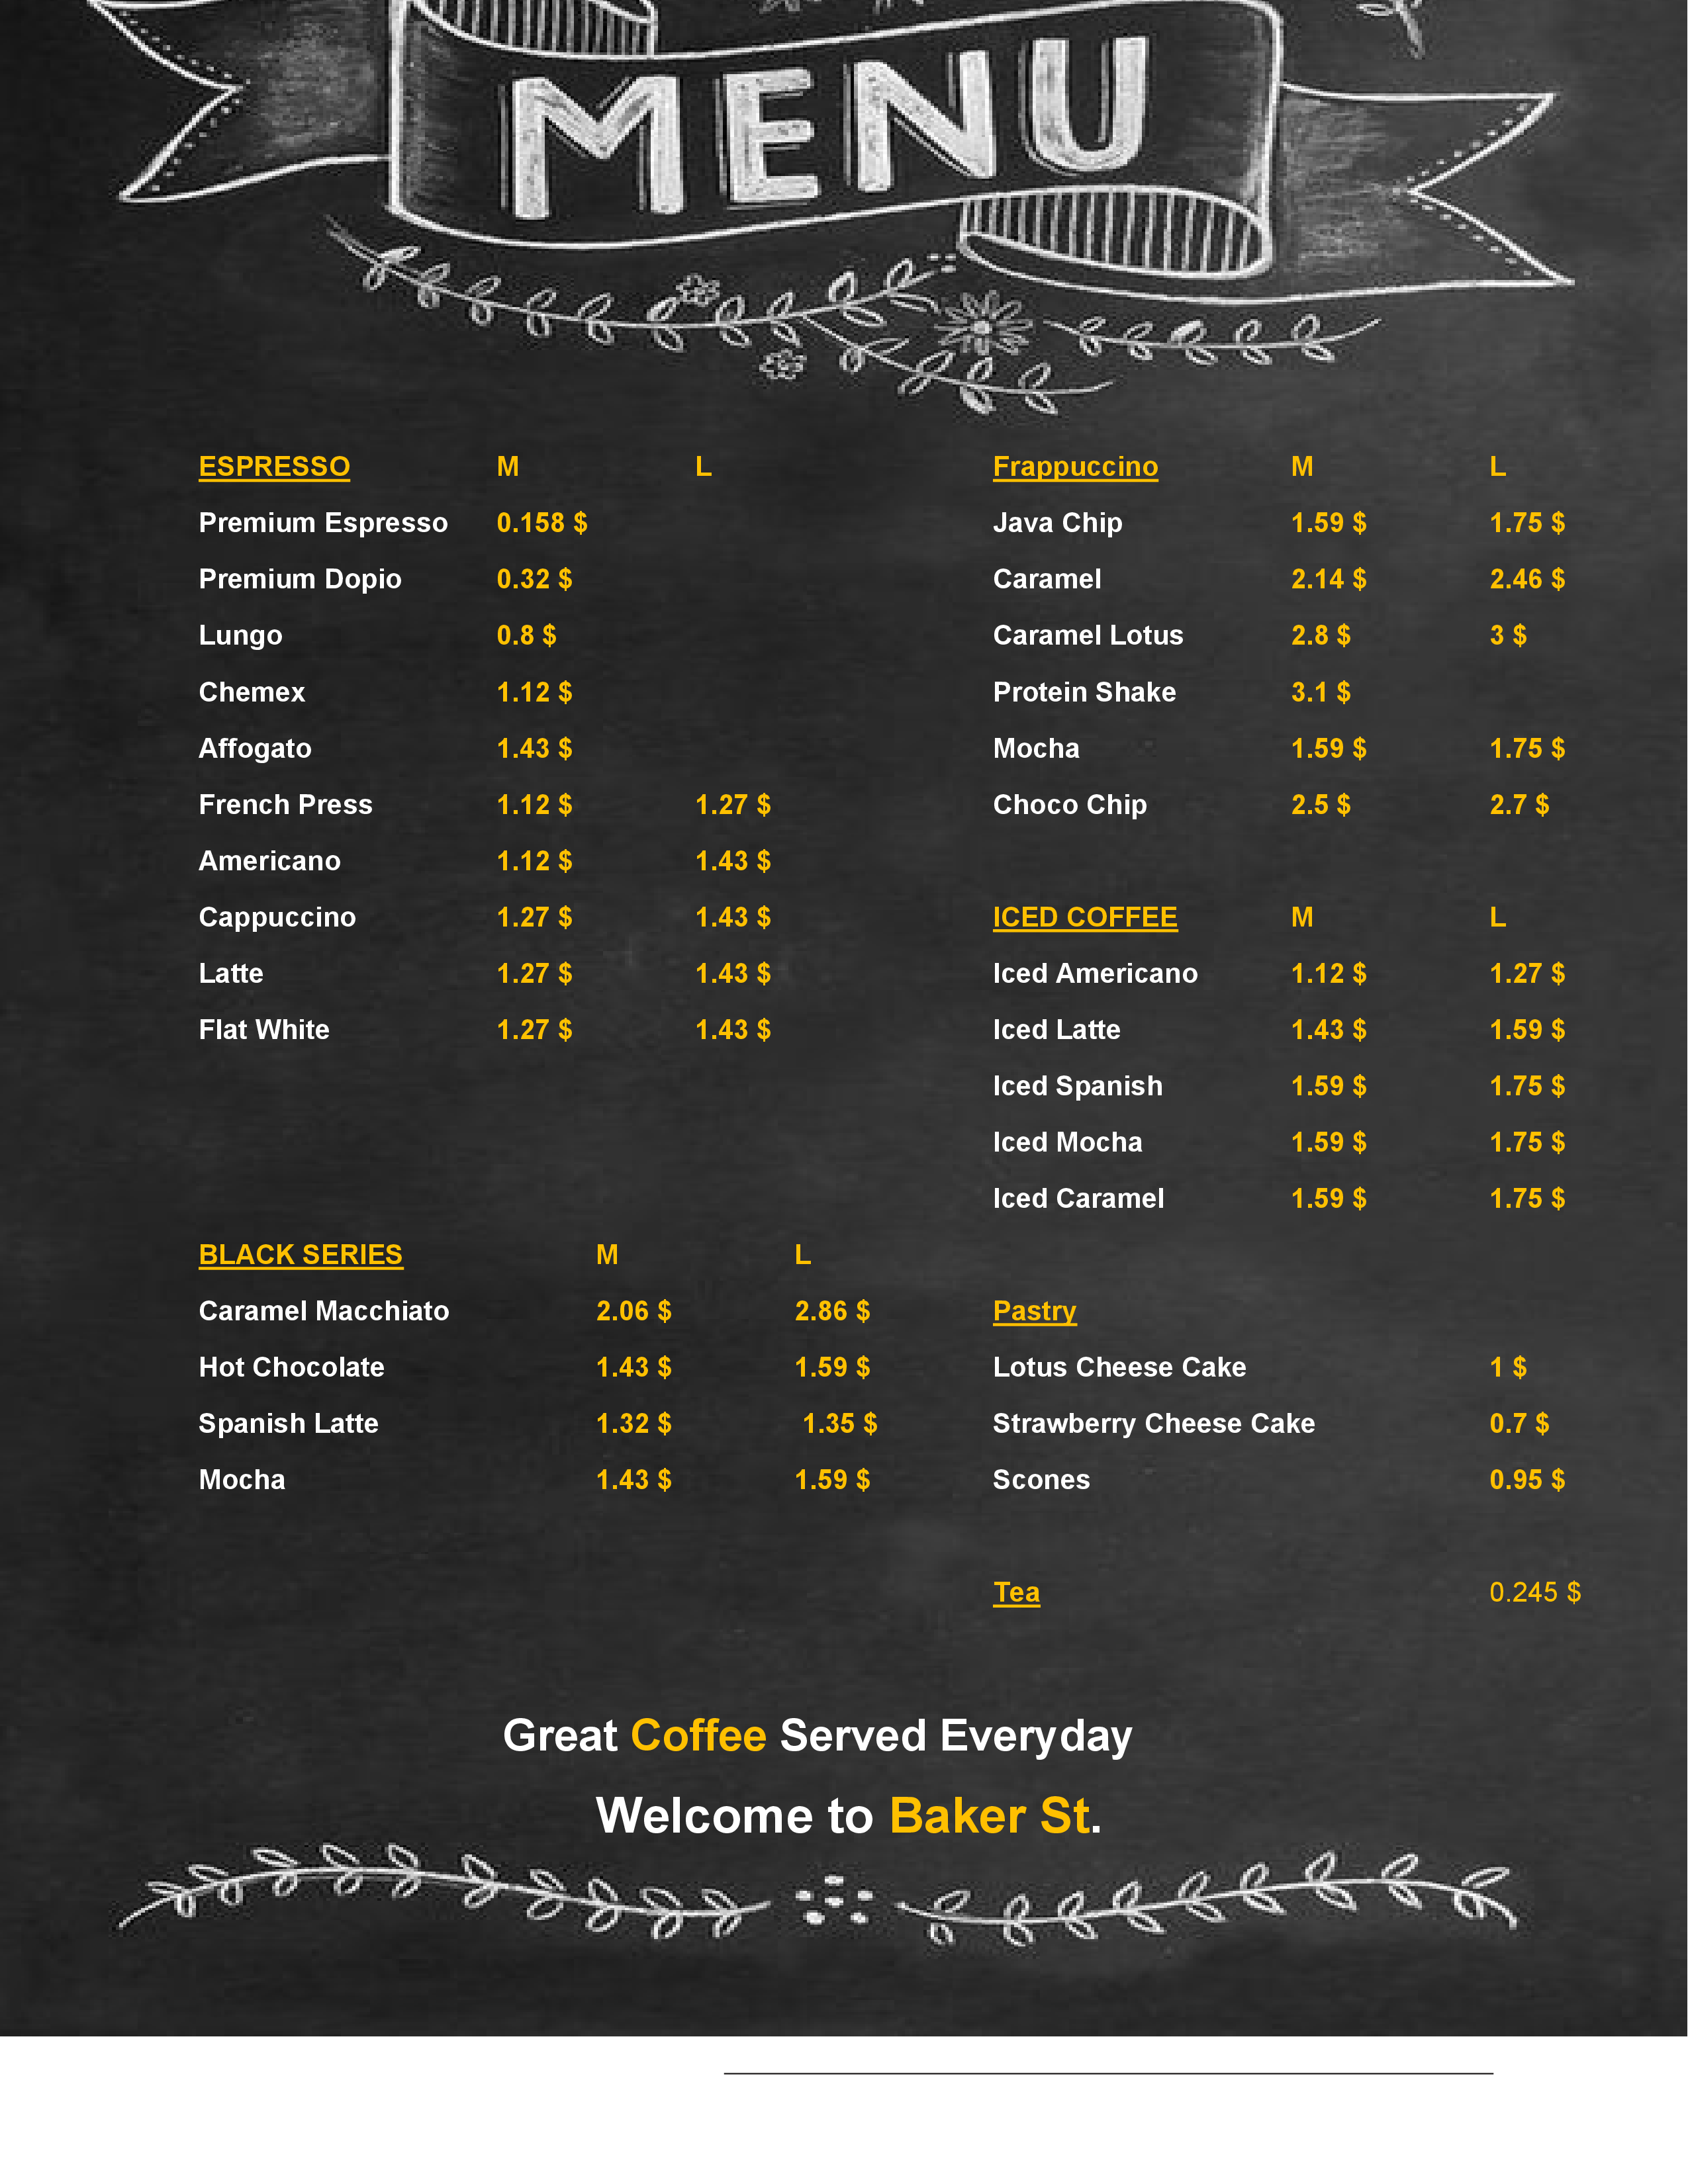 MENU
ESPRESSO M L
Premium Espresso 0.158 $
Premium Dopio 0.32 $
Lungo 0.8 $
Chemex 1.12 $
Affogato 1.43 $
French Press 1.12 $ 1.27 $
Americano 1.12 $ 1.43 $
Cappuccino 1.27 $ 1.43 $
Latte 1.27 $ 1.43 $
Flat White 1.27 $ 1.43 $
BLACK SERIES M L
Caramel Macchiato 2.06 $ 2.86 $
Hot Chocolate 1.43 $ 1.59 $
Spanish Latte 1.32 $ 1.35 $
Mocha 1.43 $ 1.59 $
Frappuccino M L
Java Chip 1.59 $ 1.75 $
Caramel 2.14 $ 2.46 $
Caramel Lotus 2.8 $ 3 $
Protein Shake 3.1 $
Mocha 1.59 $ 1.75 $
Choco Chip 2.5 $ 2.7 $
ICED COFFEE M L
Iced Americano 1.12 $ 1.27 $
Iced Latte 1.43 $ 1.59 $
Iced Spanish 1.59 $ 1.75 $
Iced Mocha 1.59 $ 1.75 $
Iced Caramel 1.59 $ 1.75 $
Pastry
Lotus Cheese Cake 1 $
Strawberry Cheese Cake 0.7 $
Scones 0.95 $
Tea 0.245 $
Great Coffee Served Everyday
Welcome to Baker St.